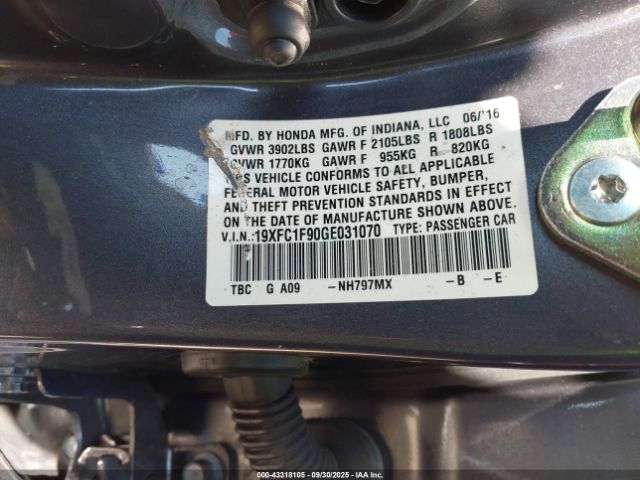 MFD. BY HONDA MFG. OF INDIANA, LLC 06/'16
GVWR 3902LBS GAWR F 2105LBS R 1808LBS
GVWR 1770KG GAWR F 955KG R 820KG
THIS VEHICLE CONFORMS TO ALL APPLICABLE
FEDERAL MOTOR VEHICLE SAFETY, BUMPER,
AND THEFT PREVENTION STANDARDS IN EFFECT
ON THE DATE OF MANUFACTURE SHOWN ABOVE.
V.I.N.:19XFC1F90GE031070 TYPE: PASSENGER CAR
TBC G A09 -NH797MX -B -E
000-43318105 - 09/30/2025 - IAA Inc.